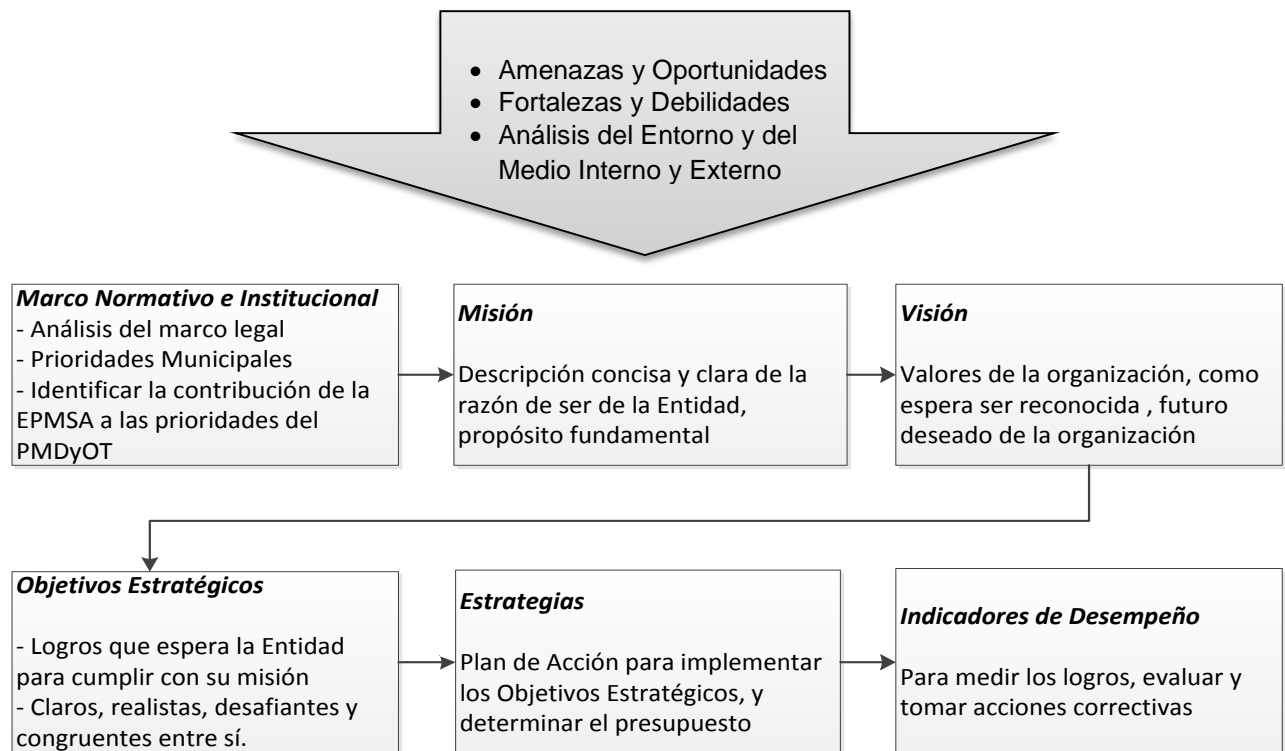 • Amenazas y Oportunidades
• Fortalezas y Debilidades
• Análisis del Entorno y del
Medio Interno y Externo
Marco Normativo e Institucional
- Análisis del marco legal
- Prioridades Municipales
- Identificar la contribución de la
EPMSA a las prioridades del
PMDyOT
Misión
Descripción concisa y clara de la
razón de ser de la Entidad,
propósito fundamental
Visión
Valores de la organización, como
espera ser reconocida , futuro
deseado de la organización
Objetivos Estratégicos
- Logros que espera la Entidad
para cumplir con su misión
- Claros, realistas, desafiantes y
congruentes entre sí.
Estrategias
Plan de Acción para implementar
los Objetivos Estratégicos, y
determinar el presupuesto
Indicadores de Desempeño
Para medir los logros, evaluar y
tomar acciones correctivas